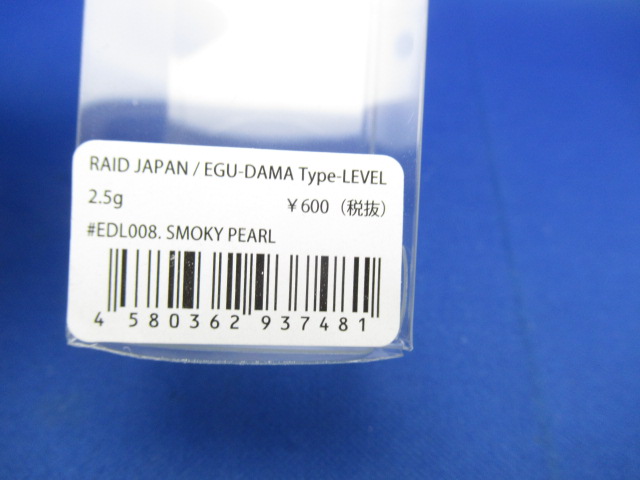 RAID JAPAN / EGU-DAMA Type-LEVEL
2.5g ￥600（税抜）
#EDL008. SMOKY PEARL
4 580362 937481